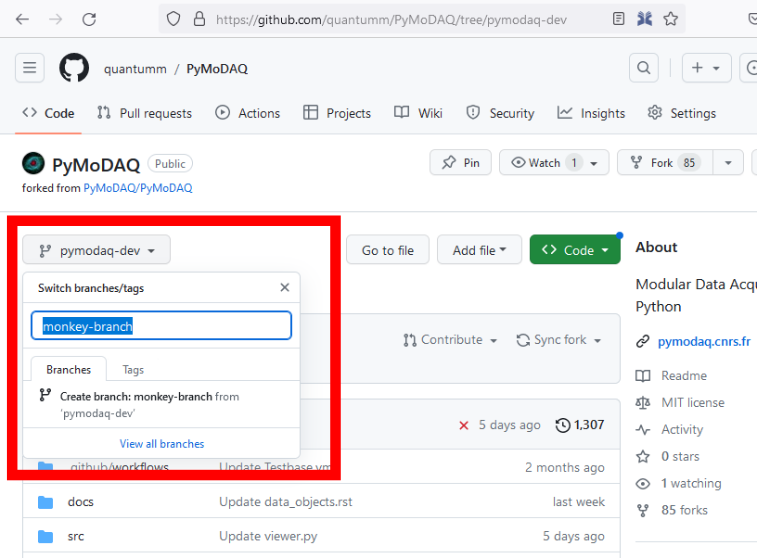 https://github.com/quantumm/PyMoDAQ/tree/pymodaq-dev
quantumm / PyMoDAQ
Code Pull requests Actions Projects Wiki Security Insights Settings
PyMoDAQ Public Pin Watch 1 Fork 85
forked from PyMoDAQ/PyMoDAQ
pymodaq-dev Go to file Add file Code
Switch branches/tags
monkey-branch
Branches Tags
Create branch: monkey-branch from
'pymodaq-dev'
View all branches
Contribute Sync fork
5 days ago 1,307
.github/workflows Update Testbase.ym 2 months ago
docs Update data_objects.rst last week
src Update viewer.py 5 days ago
About
Modular Data Acqu
Python
pymodaq.cnrs.fr
Readme
MIT license
Activity
0 stars
1 watching
85 forks